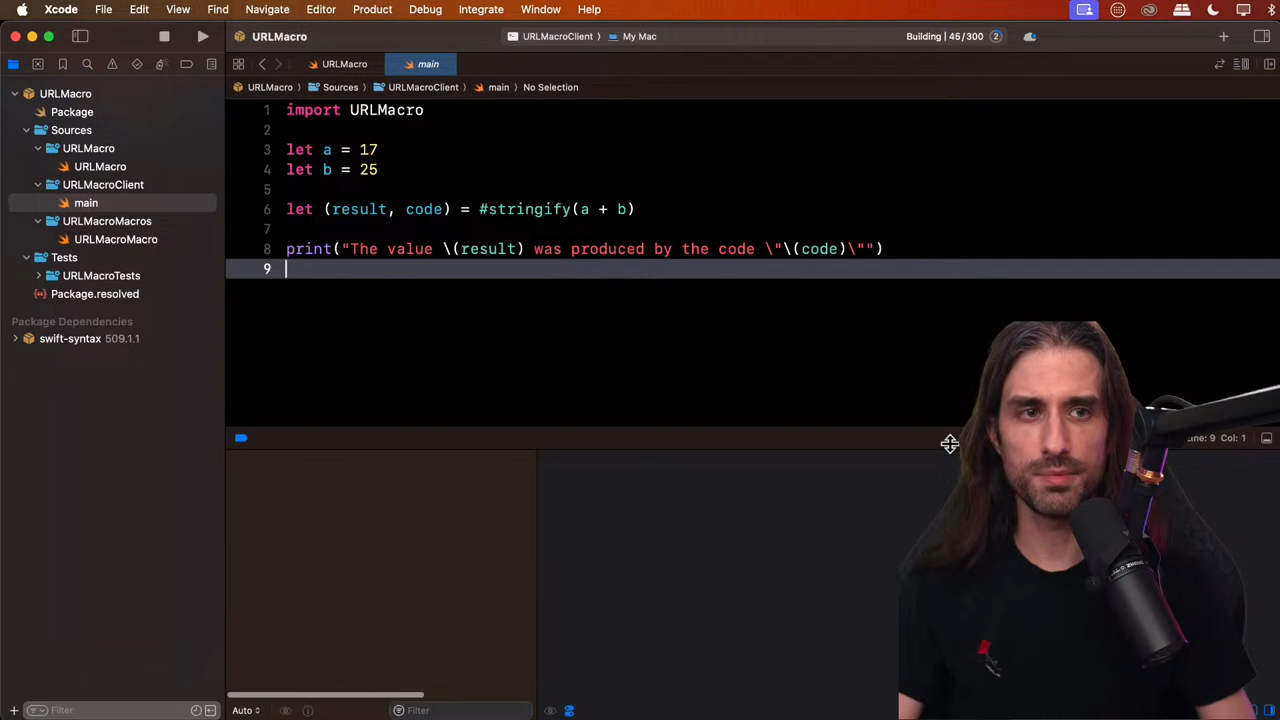 Xcode File Edit View Find Navigate Editor Product Debug Integrate Window Help
URLMacro
URLMacroClient My Mac
Building | 45/300 2
URLMacro main
URLMacro Sources URLMacroClient main No Selection
URLMacro
Package
Sources
URLMacro
URLMacro
URLMacroClient
main
URLMacroMacros
URLMacroMacro
Tests
URLMacroTests
Package.resolved
Package Dependencies
swift-syntax 509.1.1
1 import URLMacro
2
3 let a = 17
4 let b = 25
5
6 let (result, code) = #stringify(a + b)
7
8 print("The value \(result) was produced by the code \"\(code)\"")
9
Line: 9 Col: 1
Filter
Auto
Filter